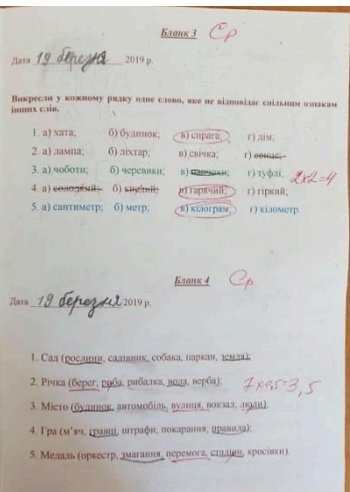 Бланк 3 Ср
Дата 19 березня 2019 р.
Викресли у кожному рядку одне слово, яке не відповідає спільним ознакам
інших слів.
1. а) хата; б) будинок; в) справа; г) дім;
2. а) лампа; б) ліхтар; в) свічка; г) сонце;
3. а) чоботи; б) черевики; в) г) туфлі; 2х2=4
4. а) солодкий; б) кислий; в) гарячий; г) гіркий;
5. а) сантиметр; б) метр; в) кілограм; г) кілометр
Бланк 4 Ср
Дата 19 березня 2019 р.
1. Сад (рослини, садівник, собака, паркан, земля);
2. Річка (берег, риба, рибалка, вода, верба); 7х0,5=3,5
3. Місто (будинок, автомобіль, вулиця, вокзал, люди).
4. Гра (м'яч, гравці, штрафи, покарання, правила);
5. Медаль (оркестр, змагання, перемога, стадіон, кросівки).